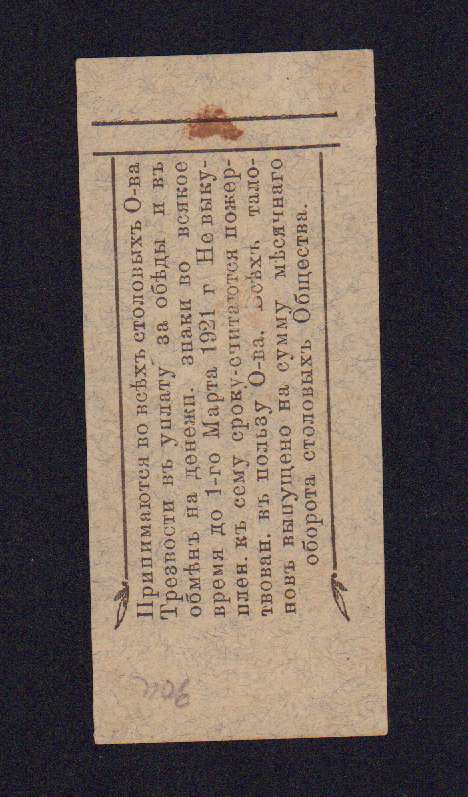 Принимаются во всѣхъ столовыхъ О-ва
Трезвости въ уплату за обѣды и въ
обмѣнъ на денежн. знаки во всякое
время до 1-го Марта 1921 г Не выку-
плен. къ сему сроку-считаются пожер-
твован. въ пользу О-ва. Всѣхъ тало-
новъ выпущено на сумму мѣсячнаго
оборота столовыхъ Общества.